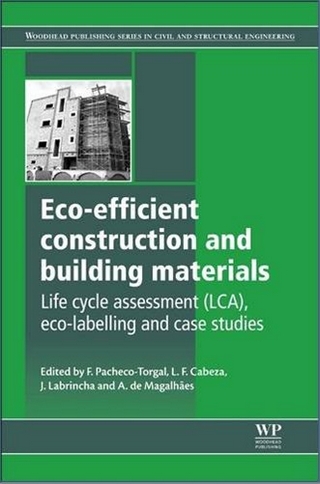 WOODHEAD PUBLISHING SERIES IN CIVIL AND STRUCTURAL ENGINEERING
Eco-efficient
construction and
building materials
Life cycle assessment (LCA),
eco-labelling and case studies
Edited by F. Pacheco-Torgal, L. F. Cabeza,
J. Labrincha and A. de Magalhães
WP
WOODHEAD
PUBLISHING